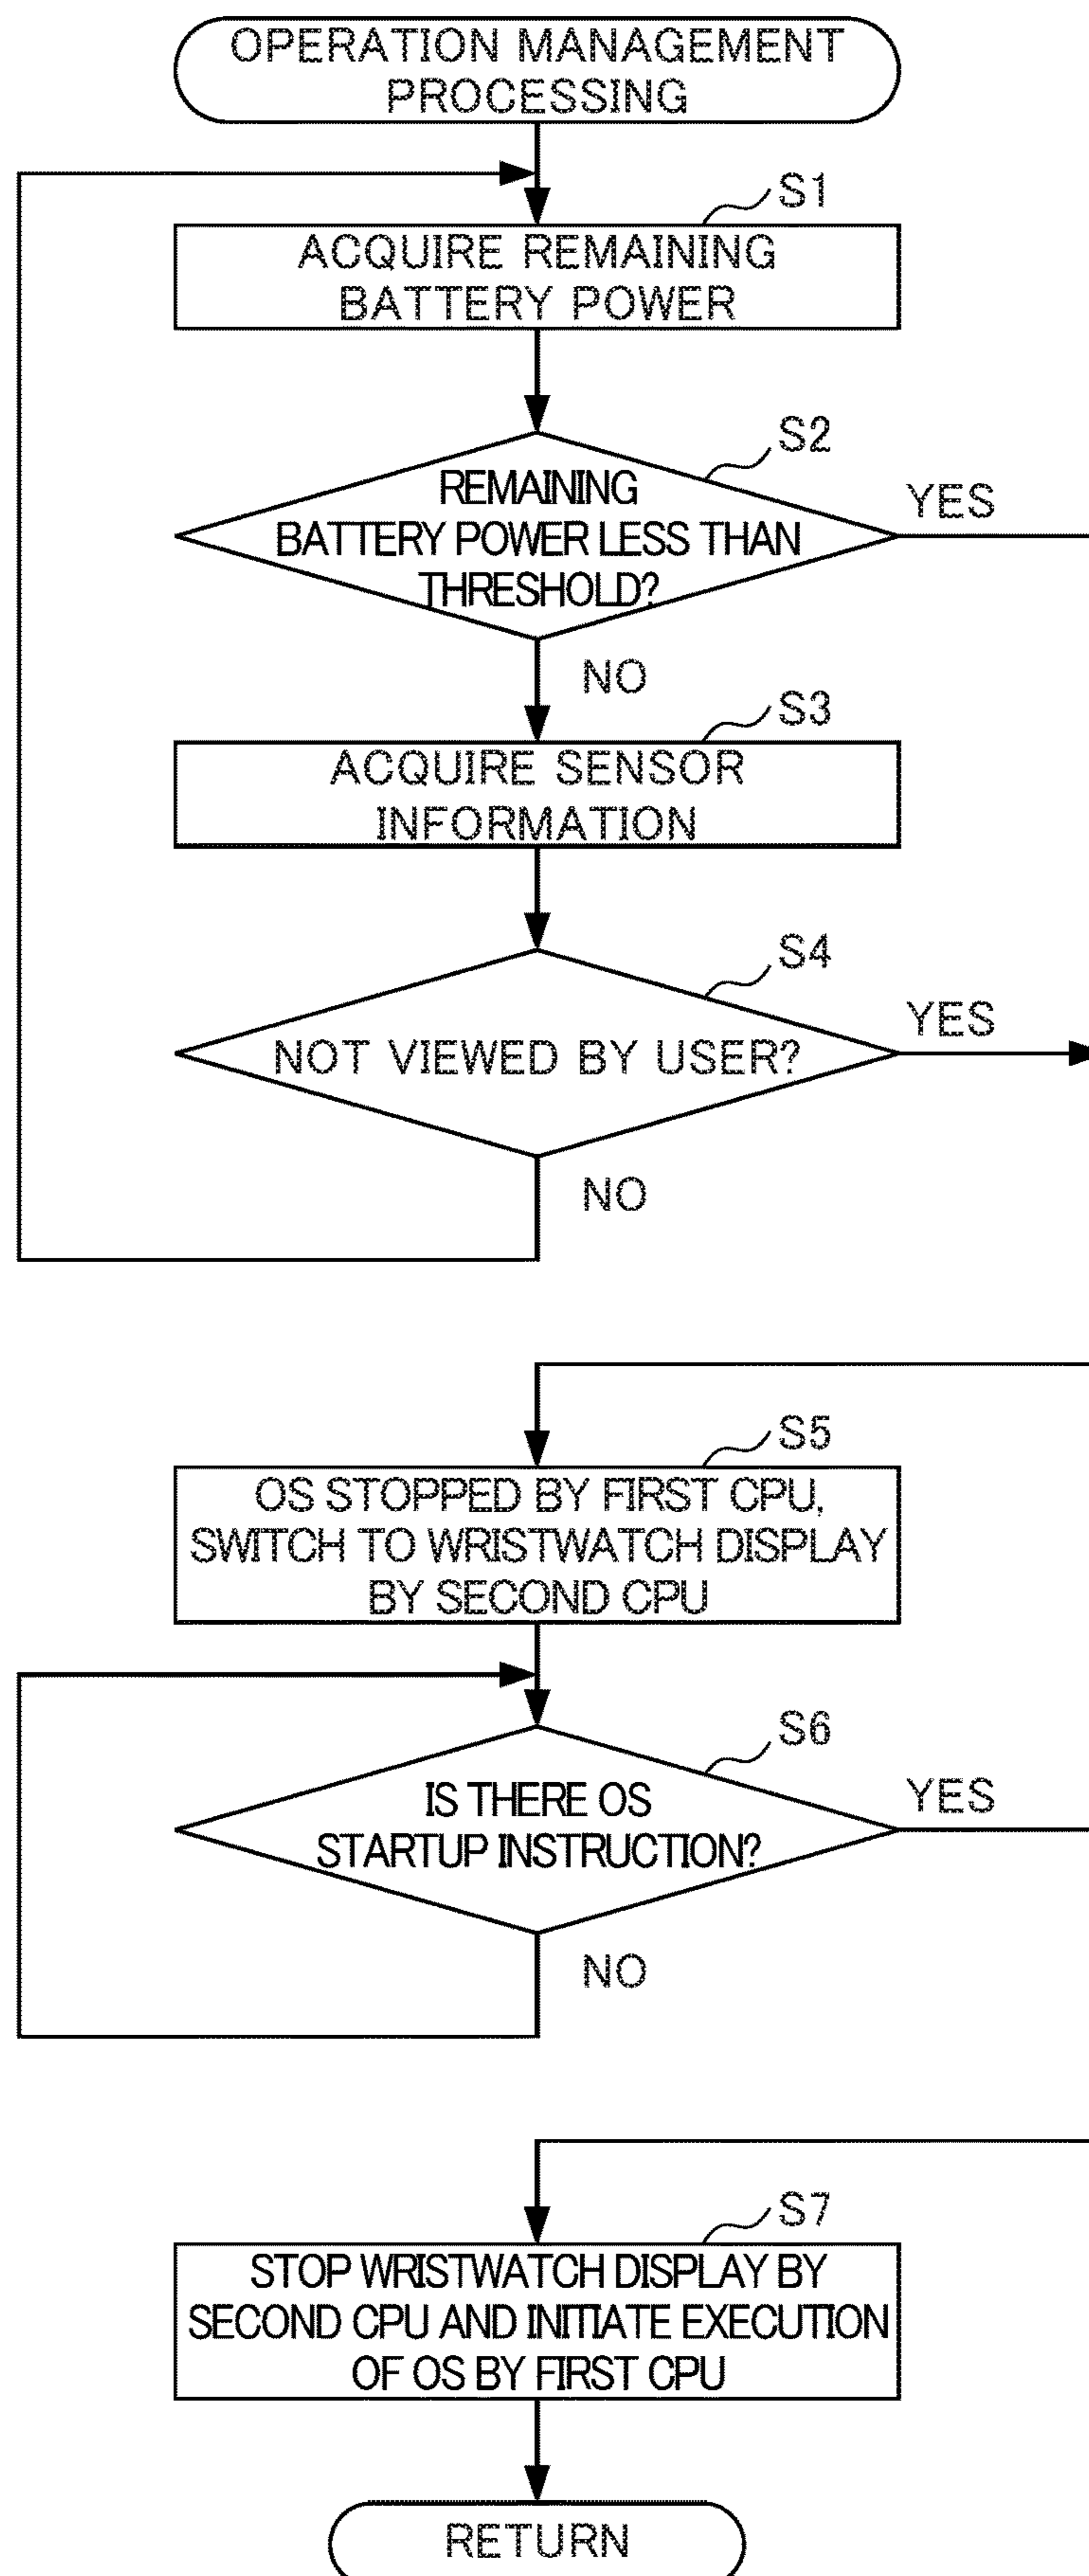 OPERATION MANAGEMENT
PROCESSING
S1
ACQUIRE REMAINING
BATTERY POWER
S2
REMAINING
BATTERY POWER LESS THAN
THRESHOLD?
YES
NO
S3
ACQUIRE SENSOR
INFORMATION
S4
NOT VIEWED BY USER?
YES
NO
S5
OS STOPPED BY FIRST CPU,
SWITCH TO WRISTWATCH DISPLAY
BY SECOND CPU
S6
IS THERE OS
STARTUP INSTRUCTION?
YES
NO
S7
STOP WRISTWATCH DISPLAY BY
SECOND CPU AND INITIATE EXECUTION
OF OS BY FIRST CPU
RETURN